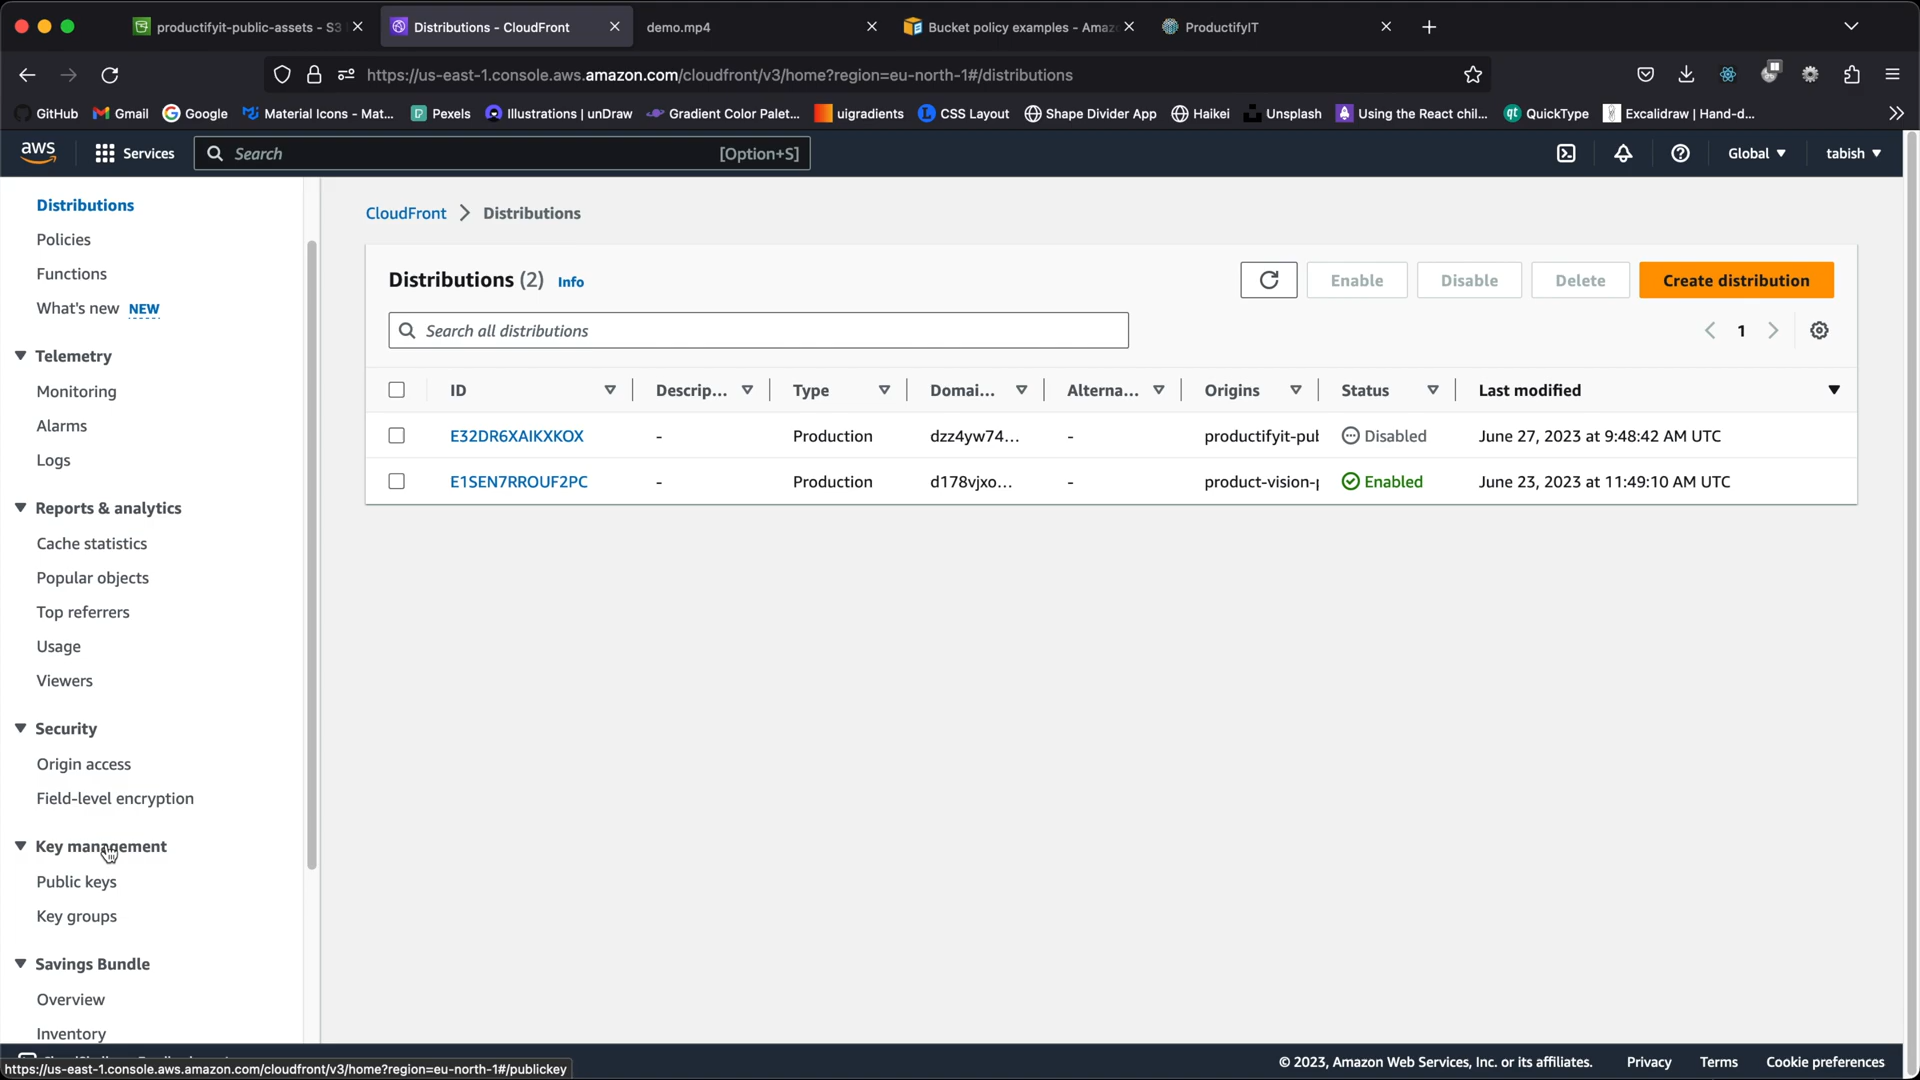 productifyit-public-assets - S3
Distributions - CloudFront
demo.mp4
Bucket policy examples - Amaz
ProductifyIT
https://us-east-1.console.aws.amazon.com/cloudfront/v3/home?region=eu-north-1#/distributions
GitHub
Gmail
Google
Material Icons - Mat...
Pexels
Illustrations | unDraw
Gradient Color Palet...
uigradients
CSS Layout
Shape Divider App
Haikei
Unsplash
Using the React chil...
QuickType
Excalidraw | Hand-d...
aws
Services
Search
[Option+S]
Global
tabish
Distributions
Policies
Functions
What's new NEW
Telemetry
Monitoring
Alarms
Logs
Reports & analytics
Cache statistics
Popular objects
Top referrers
Usage
Viewers
Security
Origin access
Field-level encryption
Key management
Public keys
Key groups
Savings Bundle
Overview
Inventory
CloudFront > Distributions
Distributions (2) Info
Enable
Disable
Delete
Create distribution
Search all distributions
1
ID Descrip... Type Domai... Alterna... Origins Status Last modified
E32DR6XAIKXKOX - Production dzz4yw74... - productifyit-pub Disabled June 27, 2023 at 9:48:42 AM UTC
E1SEN7RROUF2PC - Production d178vjxo... - product-vision-p Enabled June 23, 2023 at 11:49:10 AM UTC
https://us-east-1.console.aws.amazon.com/cloudfront/v3/home?region=eu-north-1#/publickey
© 2023, Amazon Web Services, Inc. or its affiliates.
Privacy
Terms
Cookie preferences